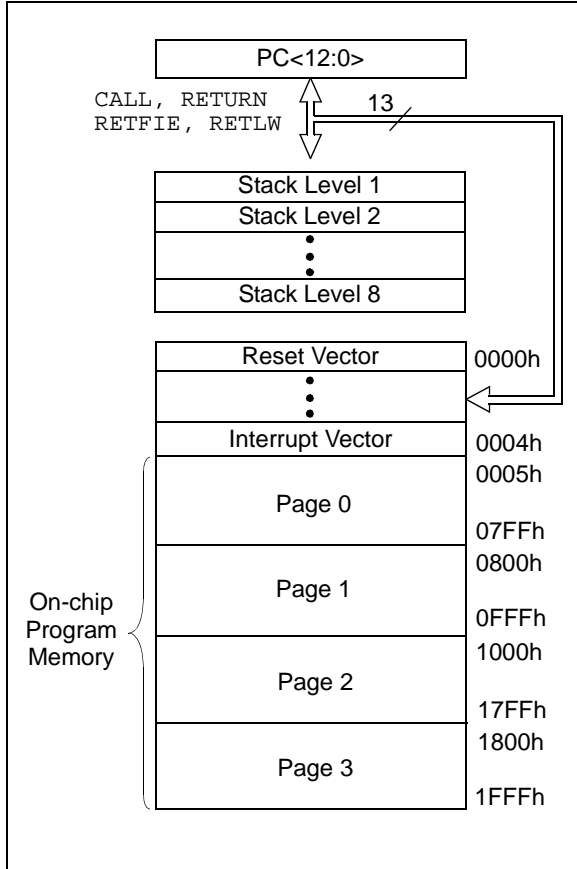 PC<12:0>
CALL, RETURN
RETFIE, RETLW
13
Stack Level 1
Stack Level 2
Stack Level 8
Reset Vector
0000h
Interrupt Vector
0004h
0005h
Page 0
07FFh
0800h
Page 1
0FFFh
On-chip
Program
Memory
1000h
Page 2
17FFh
1800h
Page 3
1FFFh